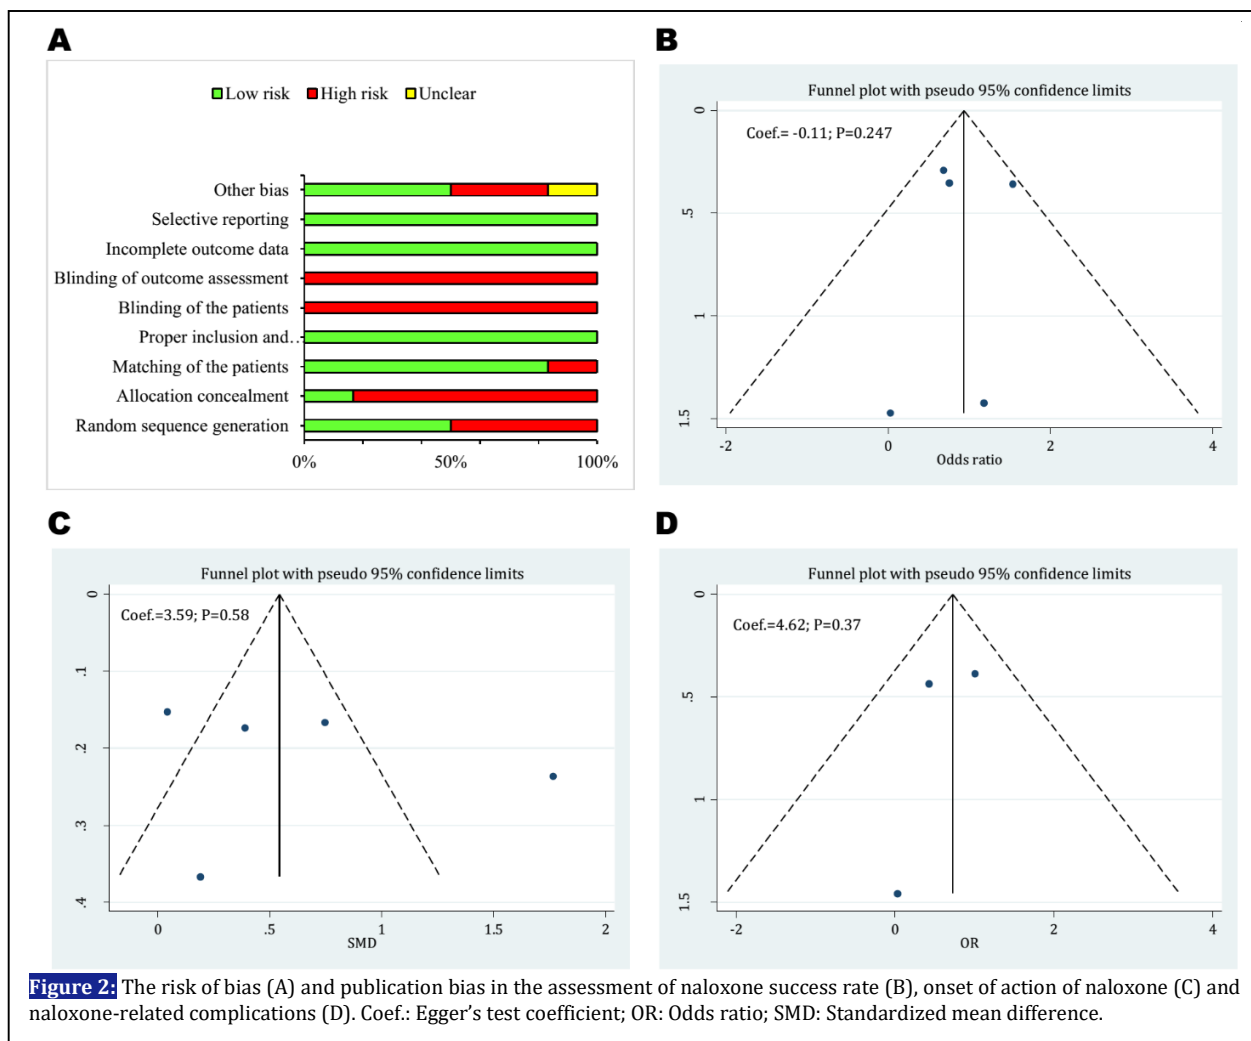 A
Low risk High risk Unclear
Other bias
Selective reporting
Incomplete outcome data
Blinding of outcome assessment
Blinding of the patients
Proper inclusion and…
Matching of the patients
Allocation concealment
Random sequence generation
0% 50% 100%
B
Funnel plot with pseudo 95% confidence limits
Coef.= -0.11; P=0.247
0
.5
1
1.5
-2 0 2 4
Odds ratio
C
Funnel plot with pseudo 95% confidence limits
Coef.=3.59; P=0.58
0
.1
.2
.3
.4
0 .5 1 1.5 2
SMD
D
Funnel plot with pseudo 95% confidence limits
Coef.=4.62; P=0.37
0
.5
1
1.5
-2 0 2 4
OR
Figure 2: The risk of bias (A) and publication bias in the assessment of naloxone success rate (B), onset of action of naloxone (C) and
naloxone-related complications (D). Coef.: Egger's test coefficient; OR: Odds ratio; SMD: Standardized mean difference.